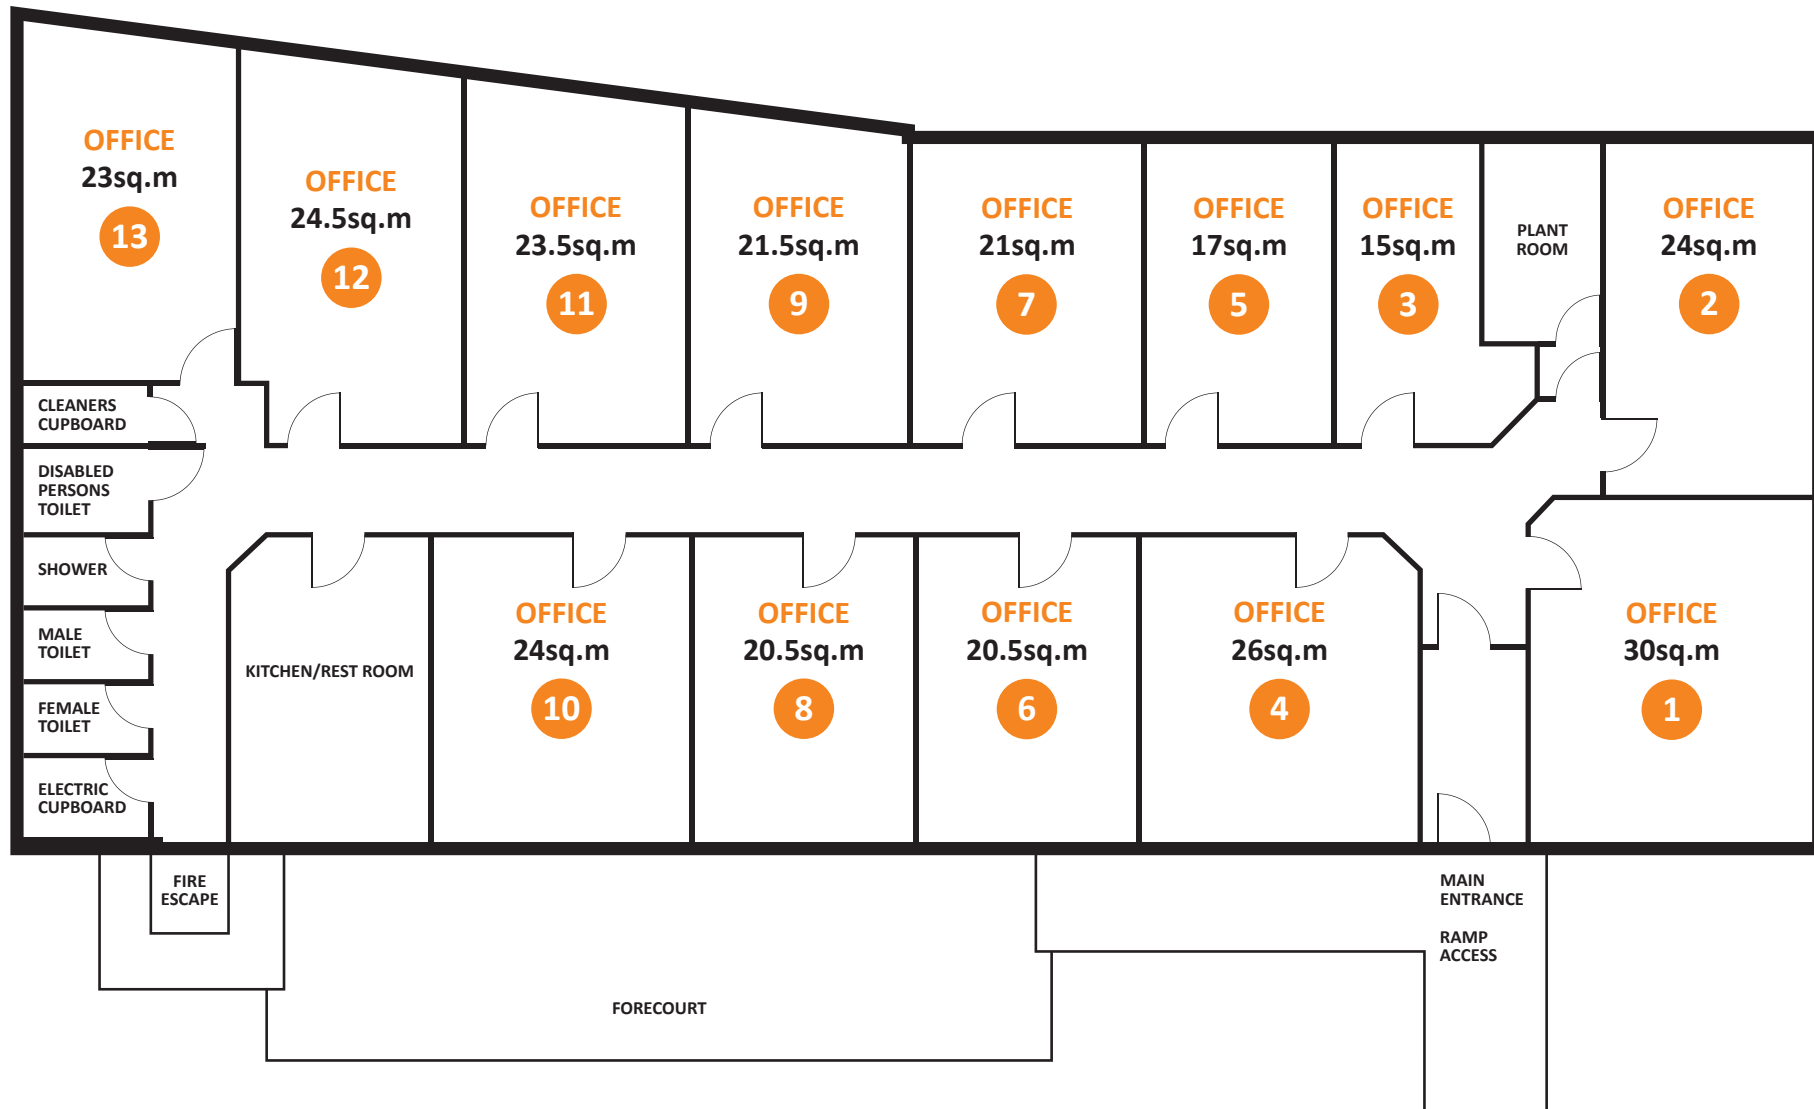 OFFICE
23sq.m
13
OFFICE
24.5sq.m
12
OFFICE
23.5sq.m
11
OFFICE
21.5sq.m
9
OFFICE
21sq.m
7
OFFICE
17sq.m
5
OFFICE
15sq.m
3
PLANT
ROOM
OFFICE
24sq.m
2
CLEANERS
CUPBOARD
DISABLED
PERSONS
TOILET
SHOWER
MALE
TOILET
FEMALE
TOILET
ELECTRIC
CUPBOARD
KITCHEN/REST ROOM
OFFICE
24sq.m
10
OFFICE
20.5sq.m
8
OFFICE
20.5sq.m
6
OFFICE
26sq.m
4
OFFICE
30sq.m
1
FIRE
ESCAPE
MAIN
ENTRANCE
RAMP
ACCESS
FORECOURT